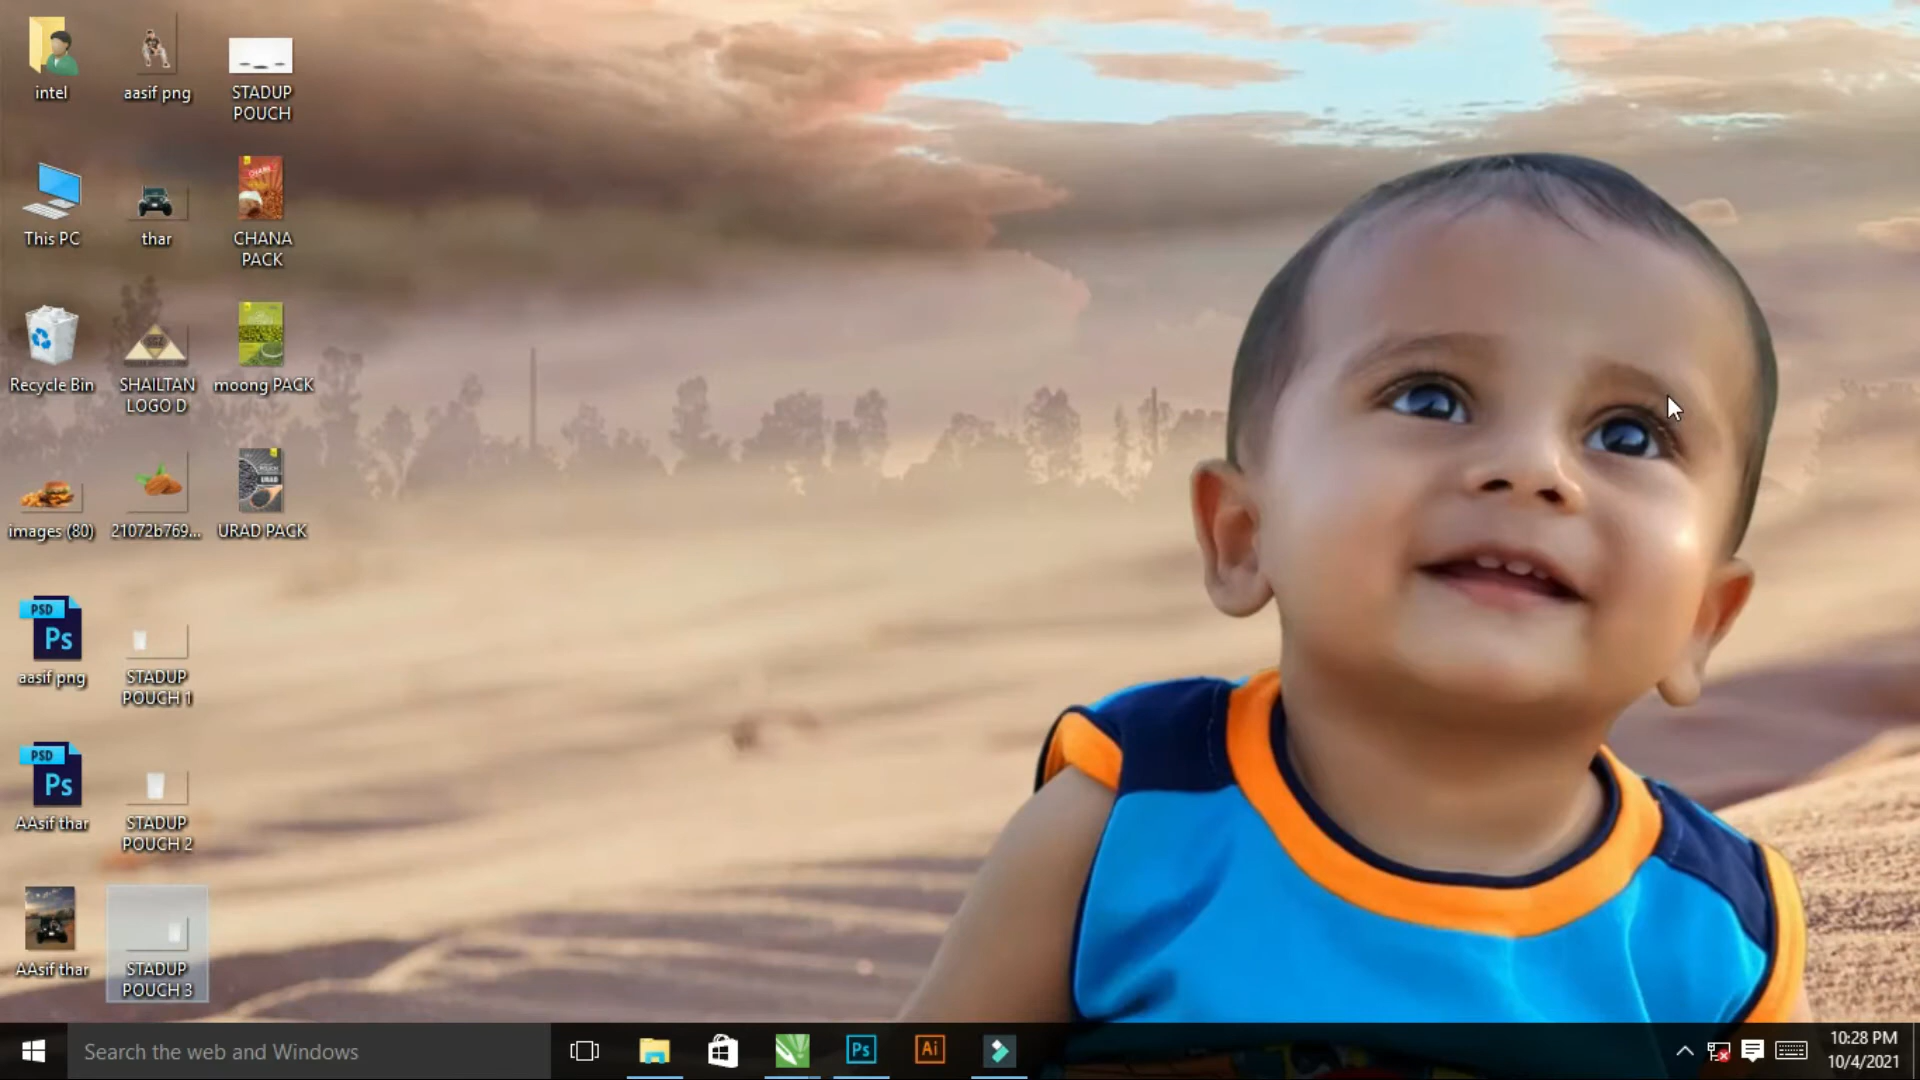 intel
aasif png
STADUP
POUCH
This PC
thar
CHANA
PACK
Recycle Bin
SHAILTAN
LOGO D
moong PACK
images (80)
21072b769...
URAD PACK
PSD
Ps
aasif png
STADUP
POUCH 1
PSD
Ps
AAsif thar
STADUP
POUCH 2
AAsif thar
STADUP
POUCH 3
Search the web and Windows
Ps
Ai
10:28 PM
10/4/2021